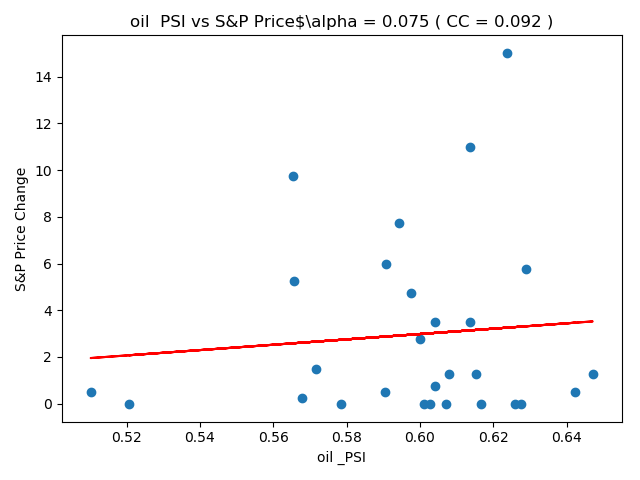 oil  PSI vs S&P Price$\alpha = 0.075 ( CC = 0.092 )
14
12
10
8
6
4
2
0
S&P Price Change
0.52 0.54 0.56 0.58 0.60 0.62 0.64
oil _PSI